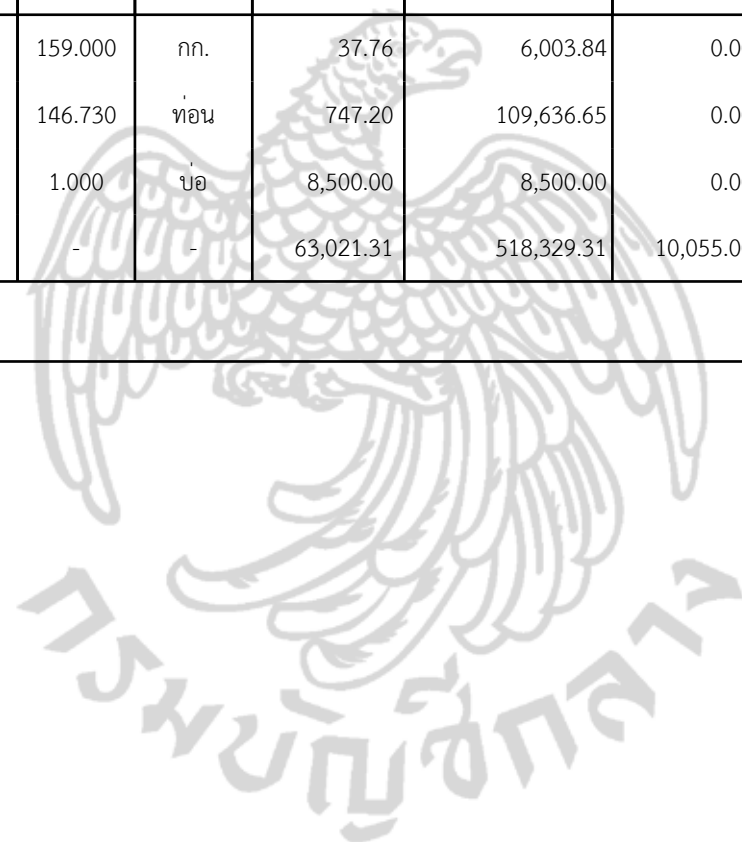 159.000 กก. 37.76 6,003.84 0.0
146.730 ท่อน 747.20 109,636.65 0.0
1.000 บ่อ 8,500.00 8,500.00 0.0
- - 63,021.31 518,329.31 10,055.0
กรมบัญชีกลาง